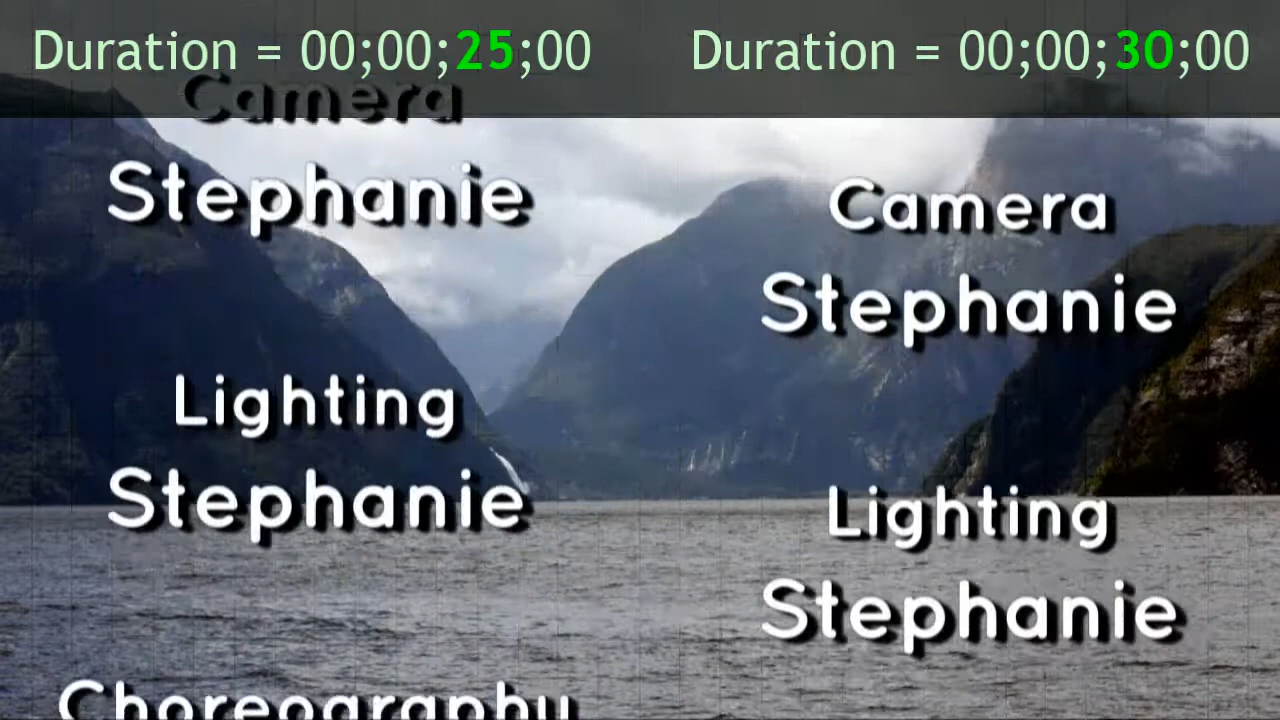 Duration = 00;00;25;00
Camera
Stephanie
Lighting
Stephanie
Choreography
Duration = 00;00;30;00
Camera
Stephanie
Lighting
Stephanie